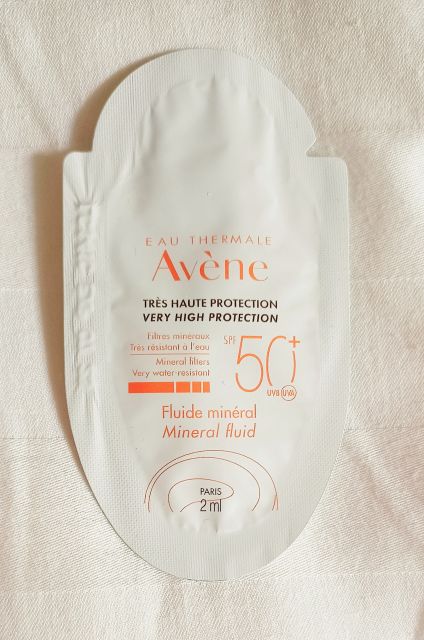 EAU THERMALE
Avène
TRÈS HAUTE PROTECTION
VERY HIGH PROTECTION
Filtres minéraux
Très résistant à l'eau
Mineral filters
Very water-resistant
SPF 50+
UVB UVA
Fluide minéral
Mineral fluid
PARIS
2 ml